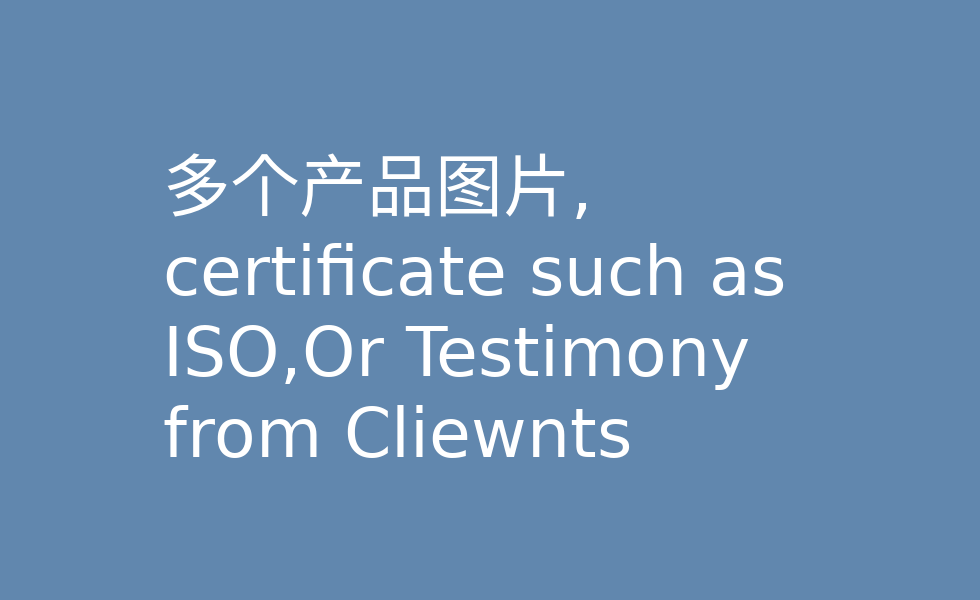 多个产品图片,
certificate such as
ISO,Or Testimony
from Cliewnts